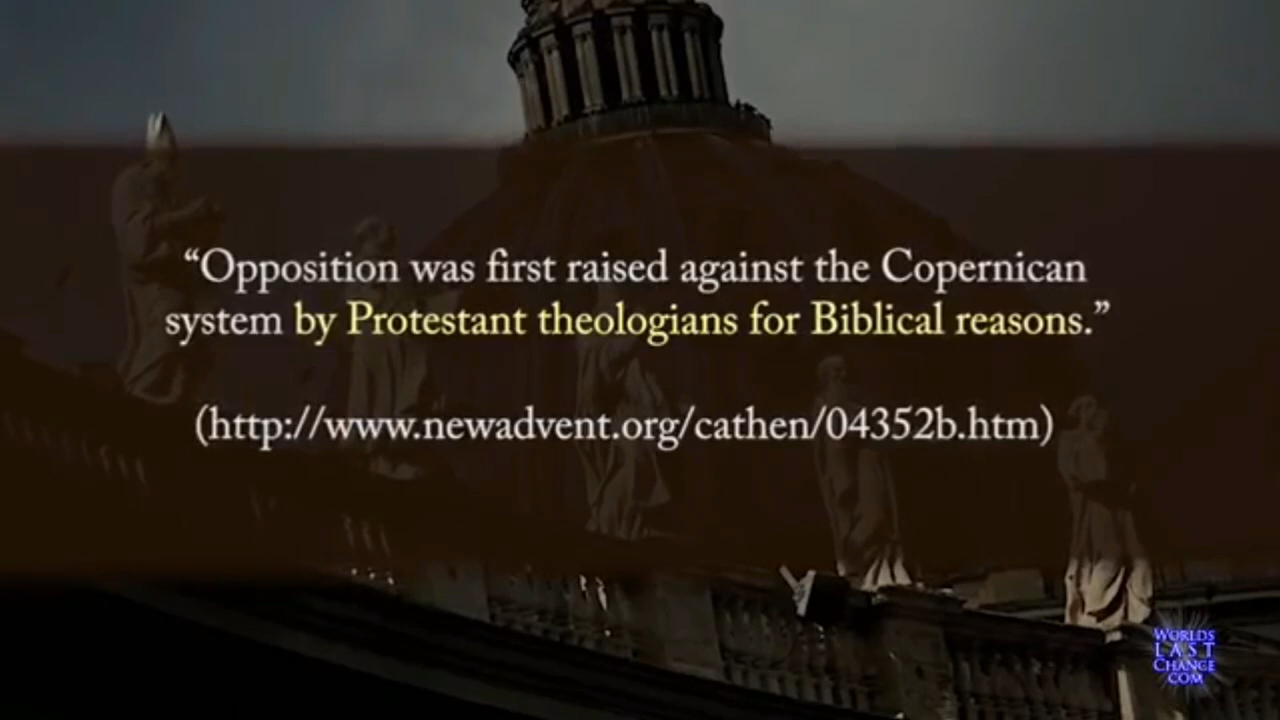 “Opposition was first raised against the Copernican
system by Protestant theologians for Biblical reasons.”
(http://www.newadvent.org/cathen/04352b.htm)
WORLDS
LAST
CHANCE
.COM